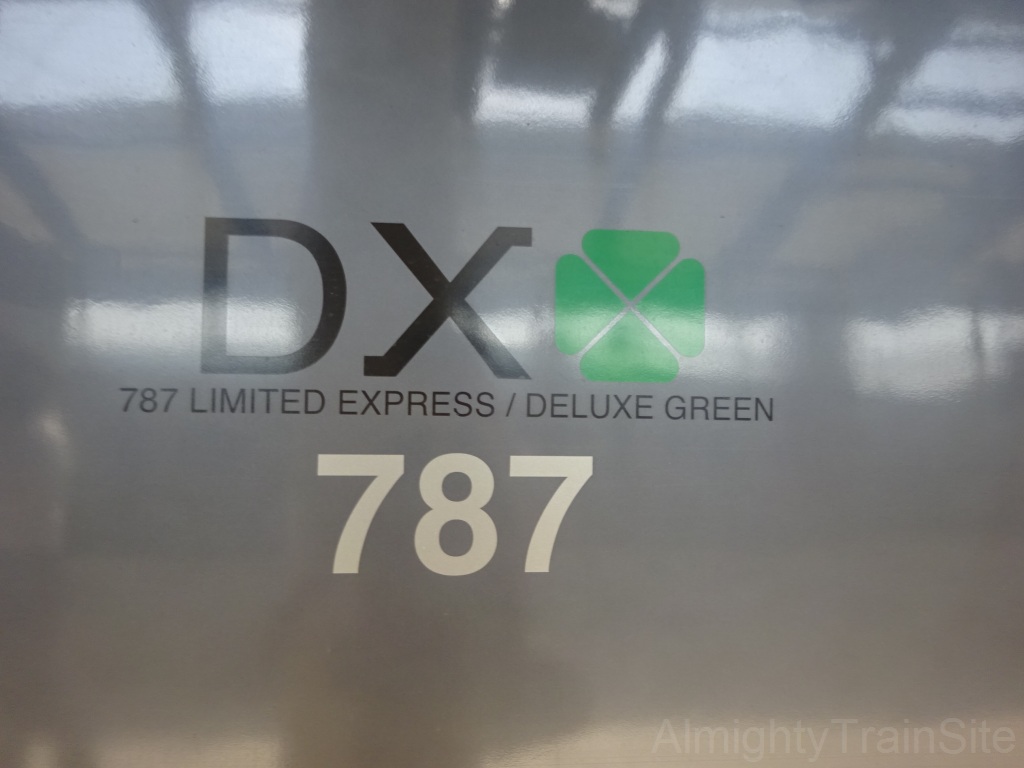 DX
787 LIMITED EXPRESS / DELUXE GREEN
787
AlmightyTrainSite